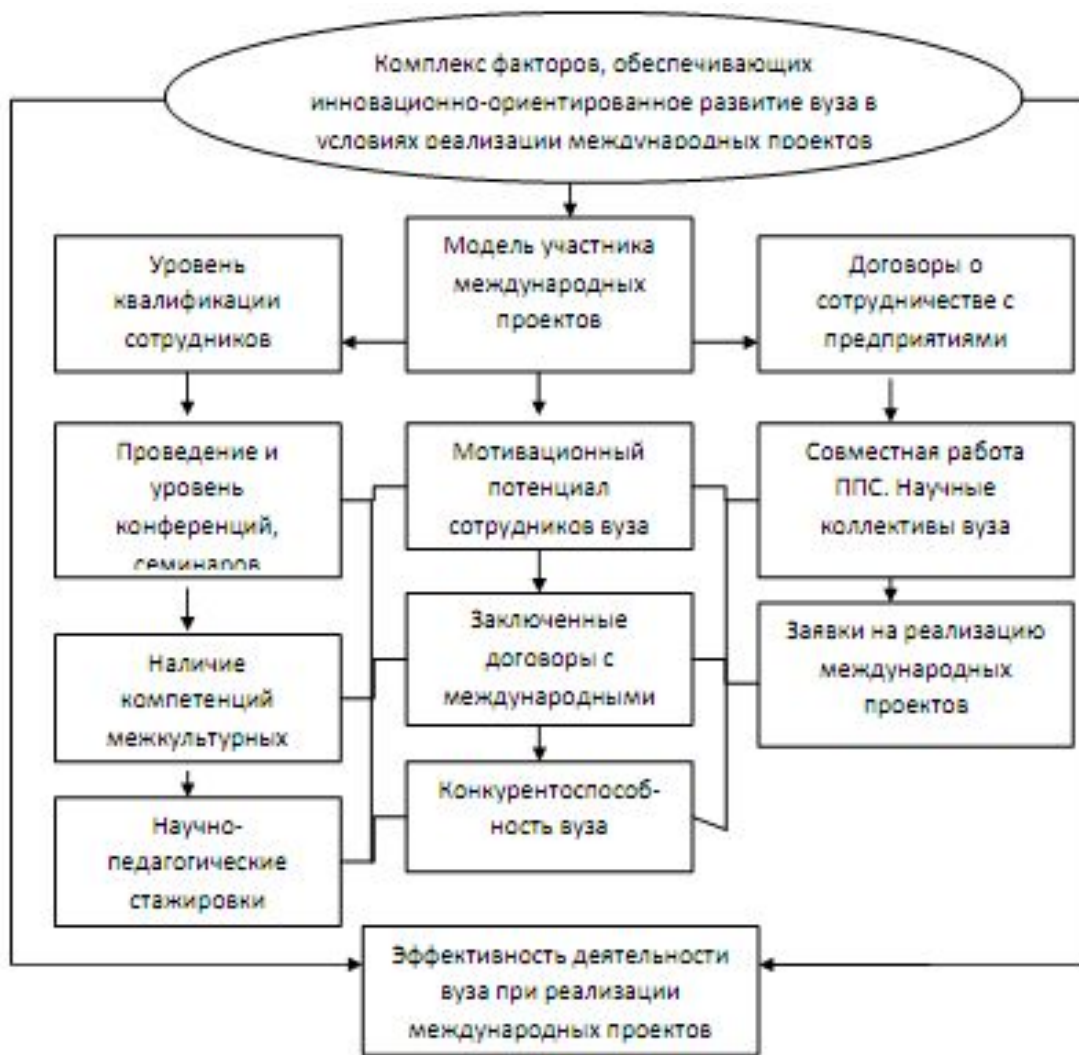 Комплекс факторов, обеспечивающих
инновационно-ориентированное развитие вуза в
условиях реализации международных проектов
Модель участника
международных
проектов
Уровень
квалификации
сотрудников
Договоры о
сотрудничестве с
предприятиями
Проведение и
уровень
конференций,
семинаров
Мотивационный
потенциал
сотрудников вуза
Совместная работа
ППС. Научные
коллективы вуза
Наличие
компетенций
межкультурных
Заключенные
договоры с
международными
Заявки на реализацию
международных
проектов
Научно-
педагогические
стажировки
Конкурентоспособ-
ность вуза
Эффективность деятельности
вуза при реализации
международных проектов